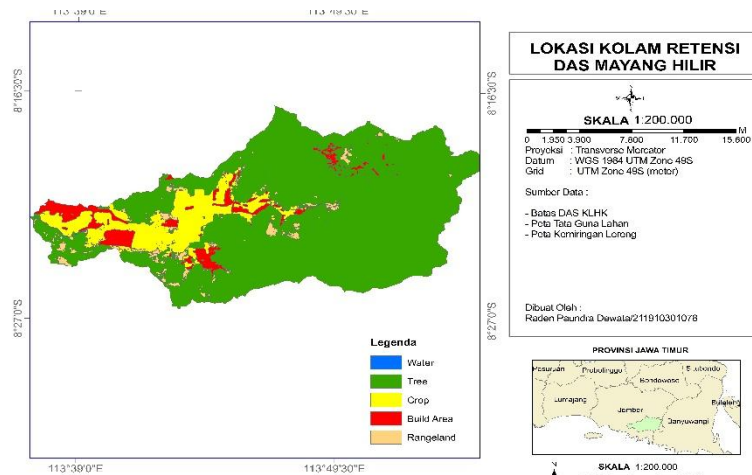 113°39'0"E
113°49'30"E
8°16'30"S
8°16'30"S
8°27'0"S
8°27'0"S
Legenda
Water
Tree
Crop
Build Area
Rangeland
113°49'30"E
LOKASI KOLAM RETENSI
DAS MAYANG HILIR
SKALA 1:200.000
0 1.950 3.900 7.800 11.700 15.600
M
Proyeksi : Transverse Mercator
Datum : WGS 1984 UTM Zone 49S
Grid : UTM Zone 49S (meter)
Sumber Data :
- Batas DAS KLHK
- Peta Tata Guna Lahan
- Peta Kemiringan Lereng
Dibuat Oleh :
Raden Paundra Dewata/211910301078
PROVINSI JAWA TIMUR
Pasuruan
Probolinggo
Bondowoso
Lumajang
Jember
Banyuwangi
Buleleng
N
SKALA 1:200.000